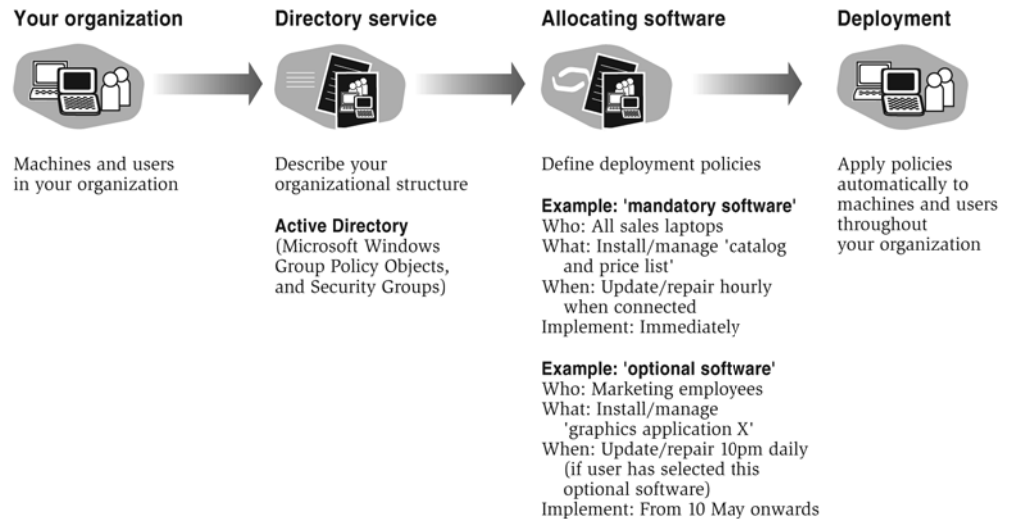 Your organization
Machines and users
in your organization
Directory service
Describe your
organizational structure
Active Directory
(Microsoft Windows
Group Policy Objects,
and Security Groups)
Allocating software
Define deployment policies
Example: 'mandatory software'
Who: All sales laptops
What: Install/manage 'catalog
and price list'
When: Update/repair hourly
when connected
Implement: Immediately
Example: 'optional software'
Who: Marketing employees
What: Install/manage
'graphics application X'
When: Update/repair 10pm daily
(if user has selected this
optional software)
Implement: From 10 May onwards
Deployment
Apply policies
automatically to
machines and users
throughout
your organization